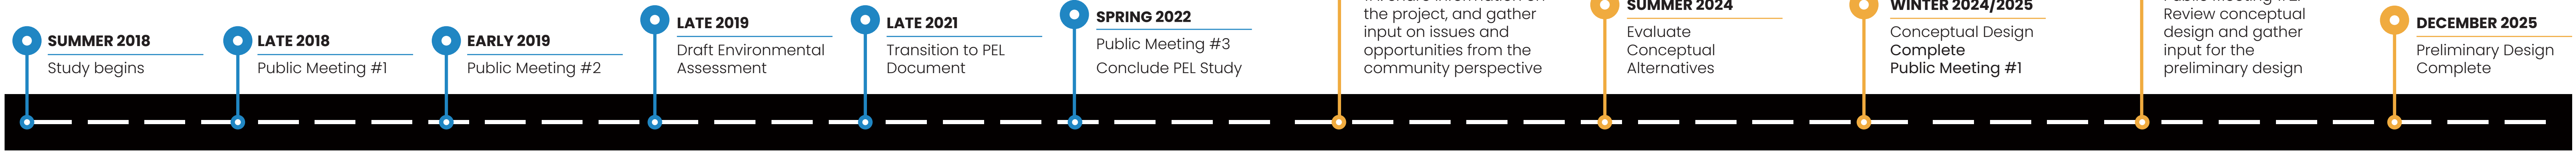 SUMMER 2018
Study begins
LATE 2018
Public Meeting #1
EARLY 2019
Public Meeting #2
LATE 2019
Draft Environmental
Assessment
LATE 2021
Transition to PEL
Document
SPRING 2022
Public Meeting #3
Conclude PEL Study
the project, and gather
input on issues and
opportunities from the
community perspective
SUMMER 2024
Evaluate
Conceptual
Alternatives
WINTER 2024/2025
Conceptual Design
Complete
Public Meeting #1
Review conceptual
design and gather
input for the
preliminary design
DECEMBER 2025
Preliminary Design
Complete